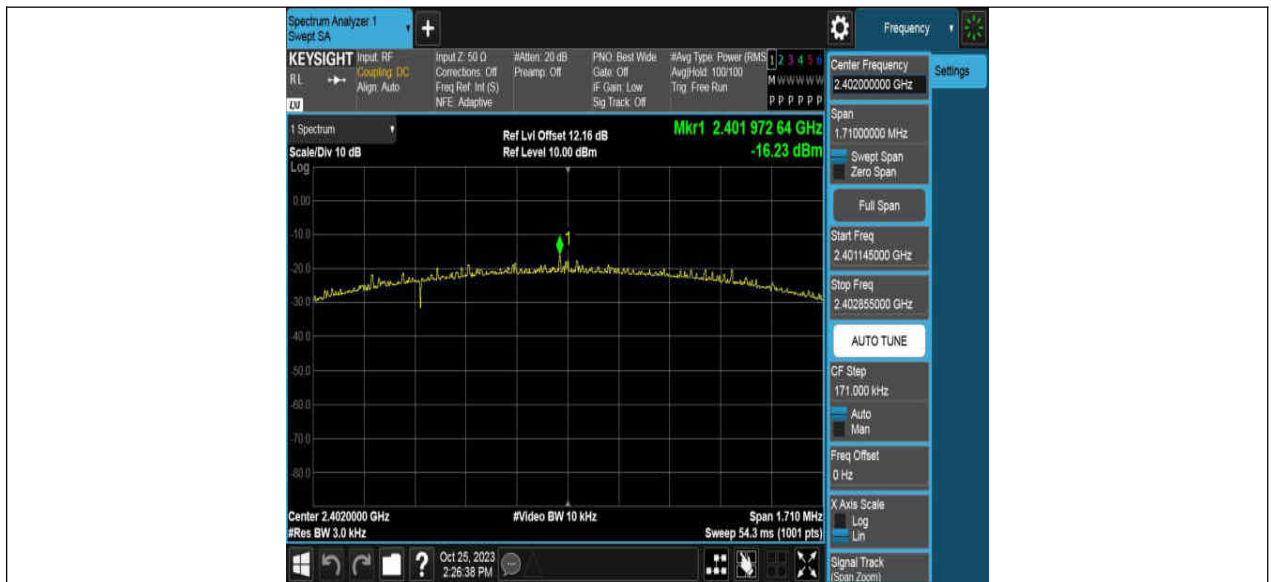 Spectrum Analyzer 1
Swept SA
+
Frequency
KEYSIGHT
RL
LXI
Input: RF
Coupling: DC
Align: Auto
Input Z: 50 Ω
Corrections: Off
Freq Ref: Int (S)
NFE: Adaptive
#Atten: 20 dB
Preamp: Off
PNO: Best Wide
Gate: Off
IF Gain: Low
Sig Track: Off
#Avg Type: Power (RMS
Avg|Hold: 100/100
Trig: Free Run
1 2 3 4 5 6
M W W W W W
P P P P P P
Settings
1 Spectrum
Scale/Div 10 dB
Log
Ref Lvl Offset 12.16 dB
Ref Level 10.00 dBm
Mkr1 2.401 972 64 GHz
-16.23 dBm
0.00
-10.0
-20.0
-30.0
-40.0
-50.0
-60.0
-70.0
-80.0
1
Center 2.4020000 GHz
#Res BW 3.0 kHz
#Video BW 10 kHz
Span 1.710 MHz
Sweep 54.3 ms (1001 pts)
Center Frequency
2.402000000 GHz
Span
1.71000000 MHz
Swept Span
Zero Span
Full Span
Start Freq
2.401145000 GHz
Stop Freq
2.402855000 GHz
AUTO TUNE
CF Step
171.000 kHz
Auto
Man
Freq Offset
0 Hz
X Axis Scale
Log
Lin
Signal Track
(Span Zoom)
?
Oct 25, 2023
2:26:38 PM